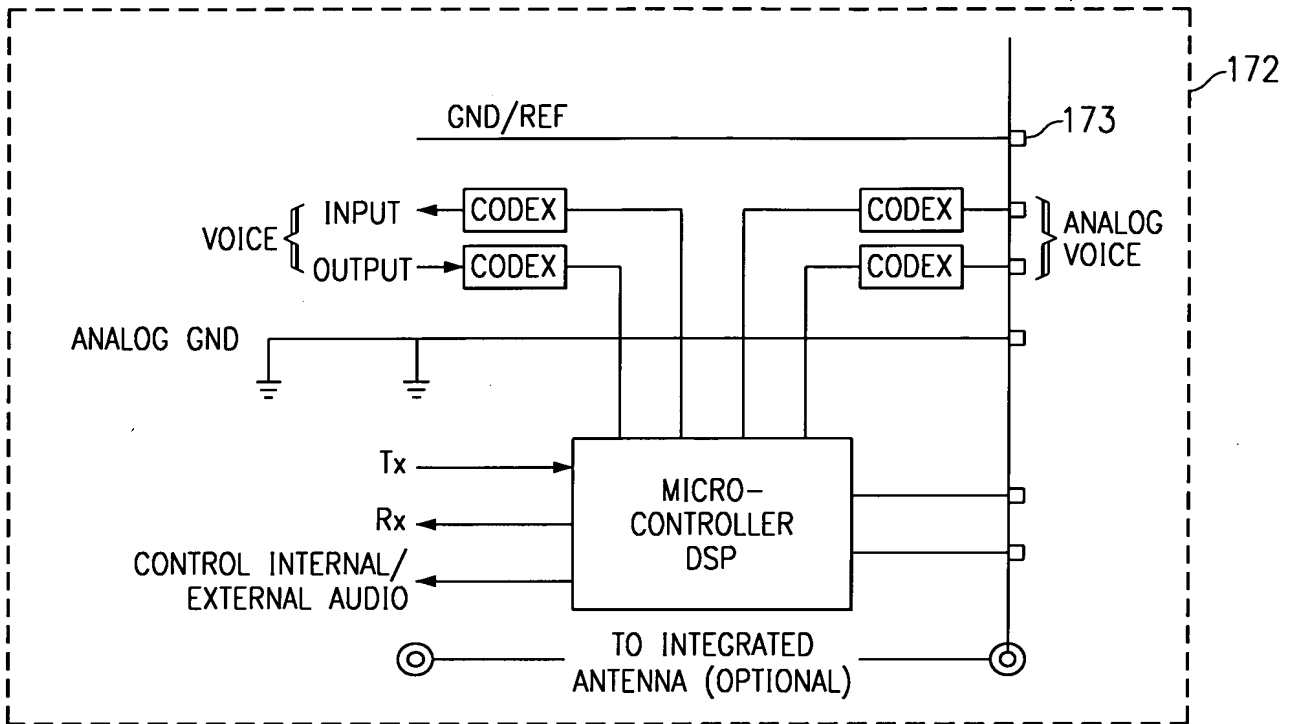 172
GND/REF
173
VOICE
INPUT
CODEX
CODEX
ANALOG
VOICE
OUTPUT
CODEX
CODEX
ANALOG GND
Tx
Rx
CONTROL INTERNAL/
EXTERNAL AUDIO
MICRO-
CONTROLLER
DSP
TO INTEGRATED
ANTENNA (OPTIONAL)